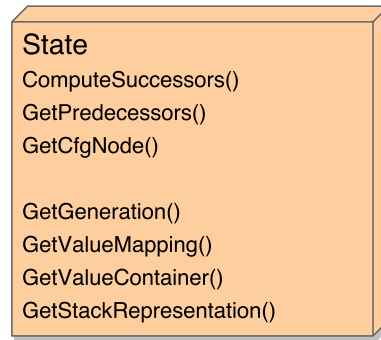 State
ComputeSuccessors()
GetPredecessors()
GetCfgNode()
GetGeneration()
GetValueMapping()
GetValueContainer()
GetStackRepresentation()